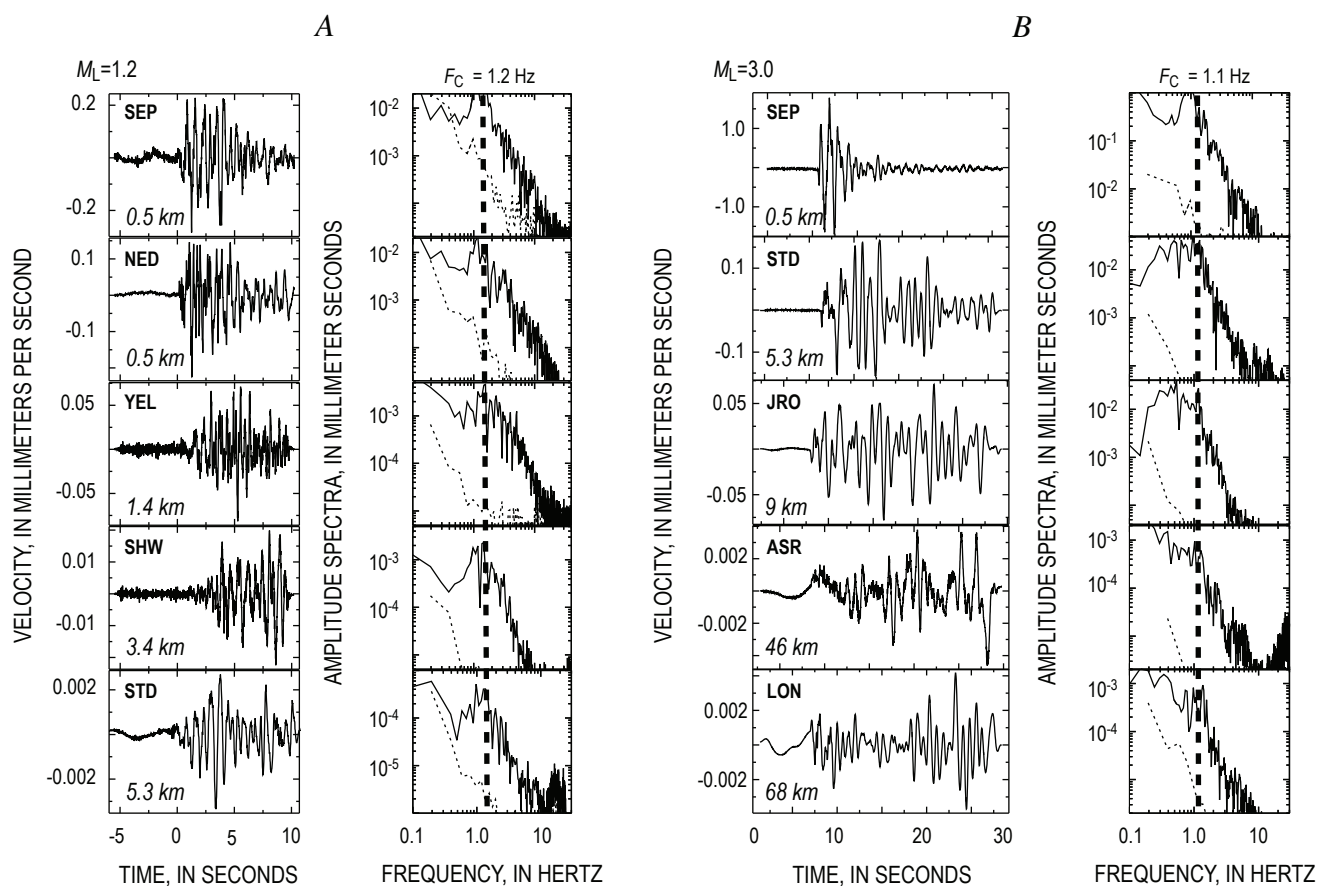 A
B
M_L=1.2
F_C = 1.2 Hz
M_L=3.0
F_C = 1.1 Hz
VELOCITY, IN MILLIMETERS PER SECOND
SEP
0.2
-0.2
0.5 km
NED
0.1
-0.1
0.5 km
YEL
0.05
-0.05
1.4 km
SHW
0.01
-0.01
3.4 km
STD
0.002
-0.002
5.3 km
-5 0 5 10
TIME, IN SECONDS
AMPLITUDE SPECTRA, IN MILLIMETER SECONDS
10-2
10-3
10-2
10-3
10-3
10-4
10-3
10-4
10-4
10-5
0.1 1.0 10
FREQUENCY, IN HERTZ
VELOCITY, IN MILLIMETERS PER SECOND
SEP
1.0
-1.0
0.5 km
STD
0.1
-0.1
5.3 km
JRO
0.05
-0.05
9 km
ASR
0.002
-0.002
46 km
LON
0.002
-0.002
68 km
0 10 20 30
TIME, IN SECONDS
AMPLITUDE SPECTRA, IN MILLIMETER SECONDS
10-1
10-2
10-2
10-3
10-2
10-3
10-3
10-4
10-3
10-4
0.1 1.0 10
FREQUENCY, IN HERTZ